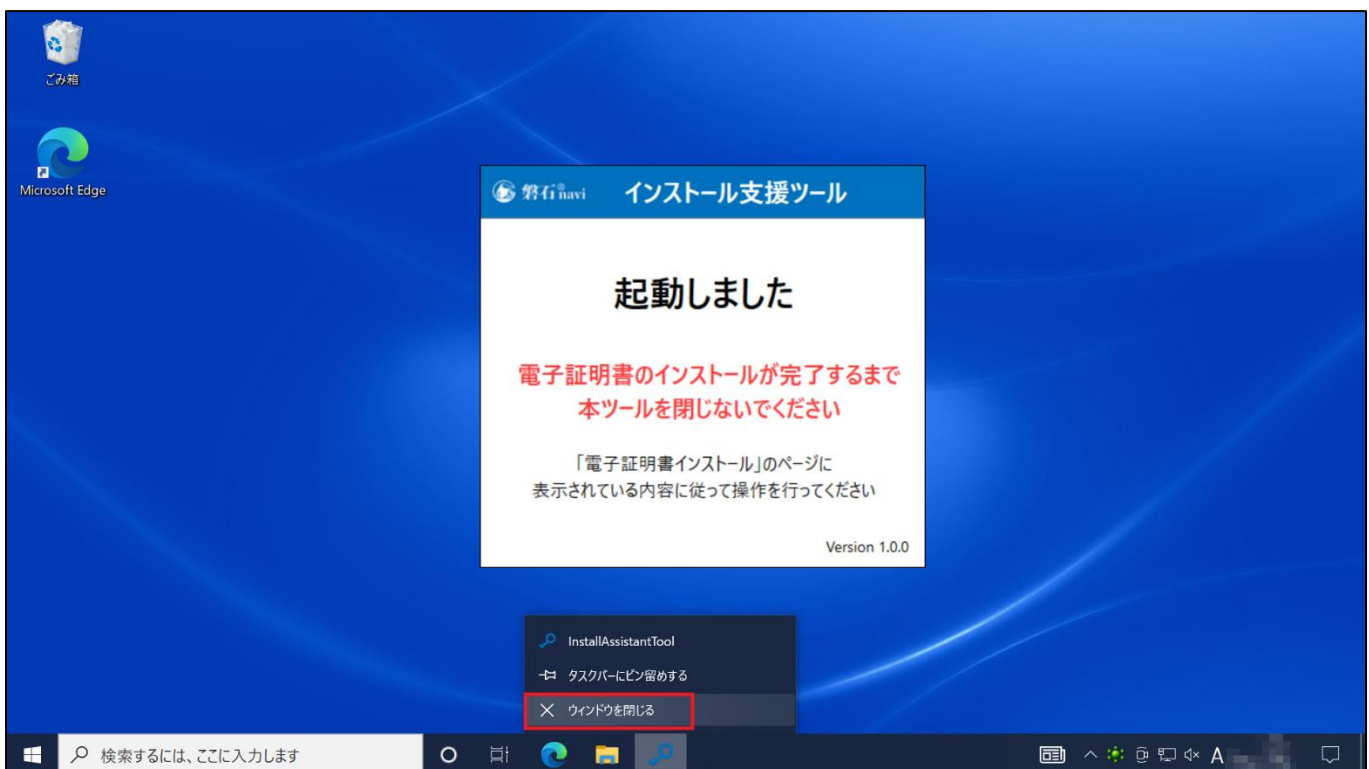 ごみ箱
Microsoft Edge
磐石navi インストール支援ツール
起動しました
電子証明書のインストールが完了するまで
本ツールを閉じないでください
「電子証明書インストール」のページに
表示されている内容に従って操作を行ってください
Version 1.0.0
InstallAssistantTool
タスクバーにピン留めする
ウィンドウを閉じる
検索するには、ここに入力します
A